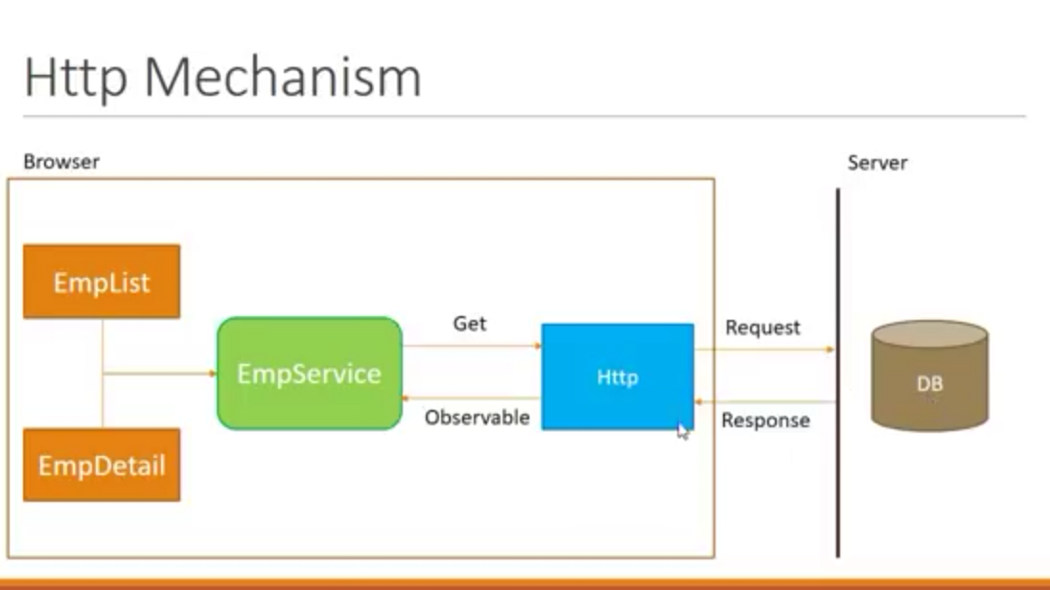 Http Mechanism
Browser
Server
EmpList
Get
Request
EmpService
Http
DB
Observable
Response
EmpDetail